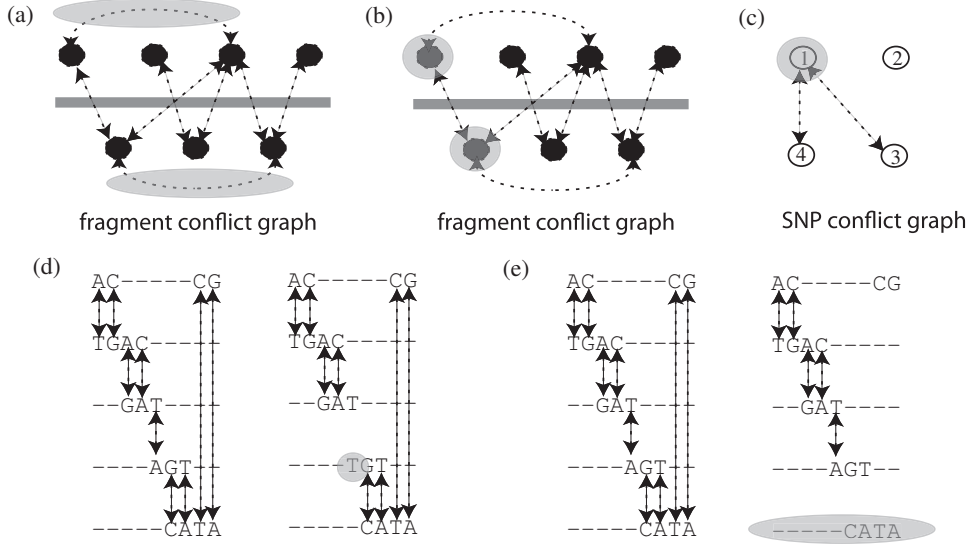 (a)
fragment conflict graph
(b)
fragment conflict graph
(c)
1
2
4
3
SNP conflict graph
(d)
AC-----CG
TGAC-----
--GAT----
----AGT--
-----CATA
AC-----CG
TGAC-----
--GAT----
----TGT--
-----CATA
(e)
AC-----CG
TGAC-----
--GAT----
----AGT--
-----CATA
AC-----CG
TGAC-----
--GAT----
----AGT--
-----CATA